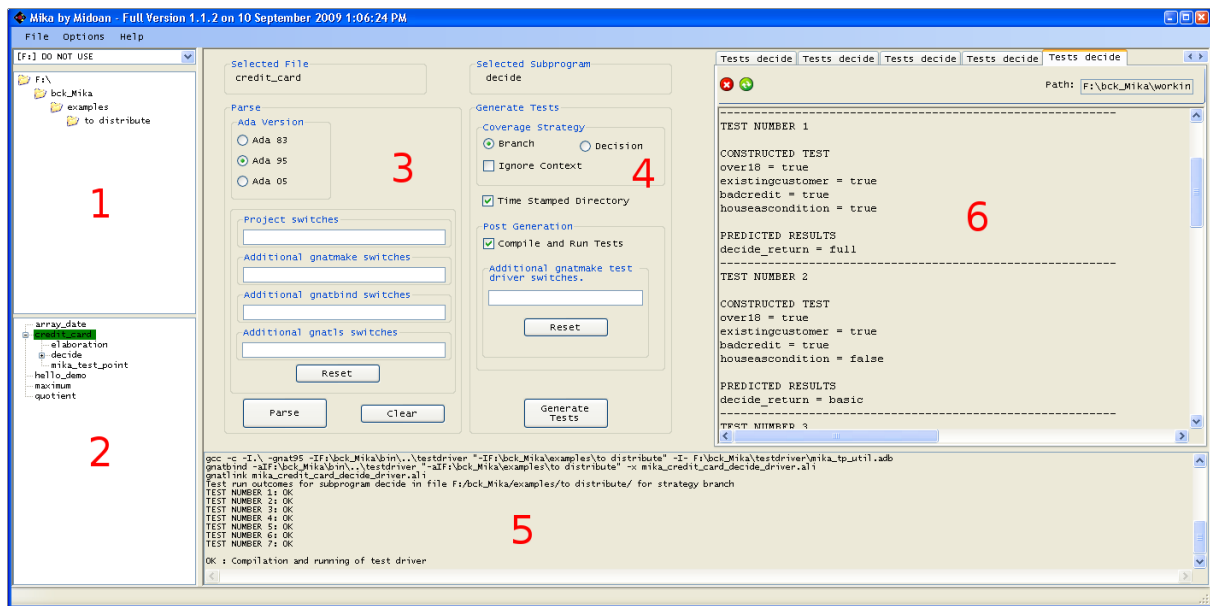 Mika by Midoan - Full Version 1.1.2 on 10 September 2009 1:06:24 PM
File Options Help
[F:] DO NOT USE
F:\
bck_Mika
examples
to distribute
1
array_date
credit_card
elaboration
decide
mika_test_point
hello_demo
maximum
quotient
2
Selected File
credit_card
Parse
Ada Version
Ada 83
Ada 95
Ada 05
3
Project switches
Additional gnatmake switches
Additional gnatbind switches
Additional gnatls switches
Reset
Parse
Clear
Selected Subprogram
decide
Generate Tests
Coverage Strategy
Branch
Decision
Ignore Context
4
Time Stamped Directory
Post Generation
Compile and Run Tests
Additional gnatmake test
driver switches.
Reset
Generate
Tests
Tests decide Tests decide Tests decide Tests decide Tests decide
Path: F:\bck_Mika\workin
TEST NUMBER 1
CONSTRUCTED TEST
over18 = true
existingcustomer = true
badcredit = true
houseascondition = true
PREDICTED RESULTS
decide_return = full
TEST NUMBER 2
CONSTRUCTED TEST
over18 = true
existingcustomer = true
badcredit = true
houseascondition = false
PREDICTED RESULTS
decide_return = basic
TEST NUMBER 3
6
gcc -c -I.\ -gnat95 -IF:\bck_Mika\bin\..\testdriver "-IF:\bck_Mika\examples\to distribute" -I- F:\bck_Mika\testdriver\mika_tp_util.adb
gnatbind -aIF:\bck_Mika\bin\..\testdriver "-aIF:\bck_Mika\examples\to distribute" -x mika_credit_card_decide_driver.ali
gnatlink mika_credit_card_decide_driver.ali
Test run outcomes for subprogram decide in file F:/bck_Mika/examples/to distribute/ for strategy branch
TEST NUMBER 1: OK
TEST NUMBER 2: OK
TEST NUMBER 3: OK
TEST NUMBER 4: OK
TEST NUMBER 5: OK
TEST NUMBER 6: OK
TEST NUMBER 7: OK
OK : Compilation and running of test driver
5